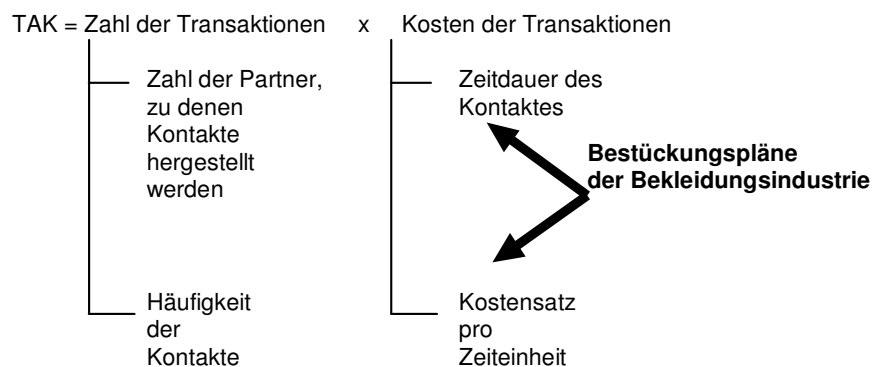 TAK = Zahl der Transaktionen x Kosten der Transaktionen
Zahl der Partner,
zu denen
Kontakte
hergestellt
werden
Zeitdauer des
Kontaktes
Bestückungspläne
der Bekleidungsindustrie
Häufigkeit
der
Kontakte
Kostensatz
pro
Zeiteinheit